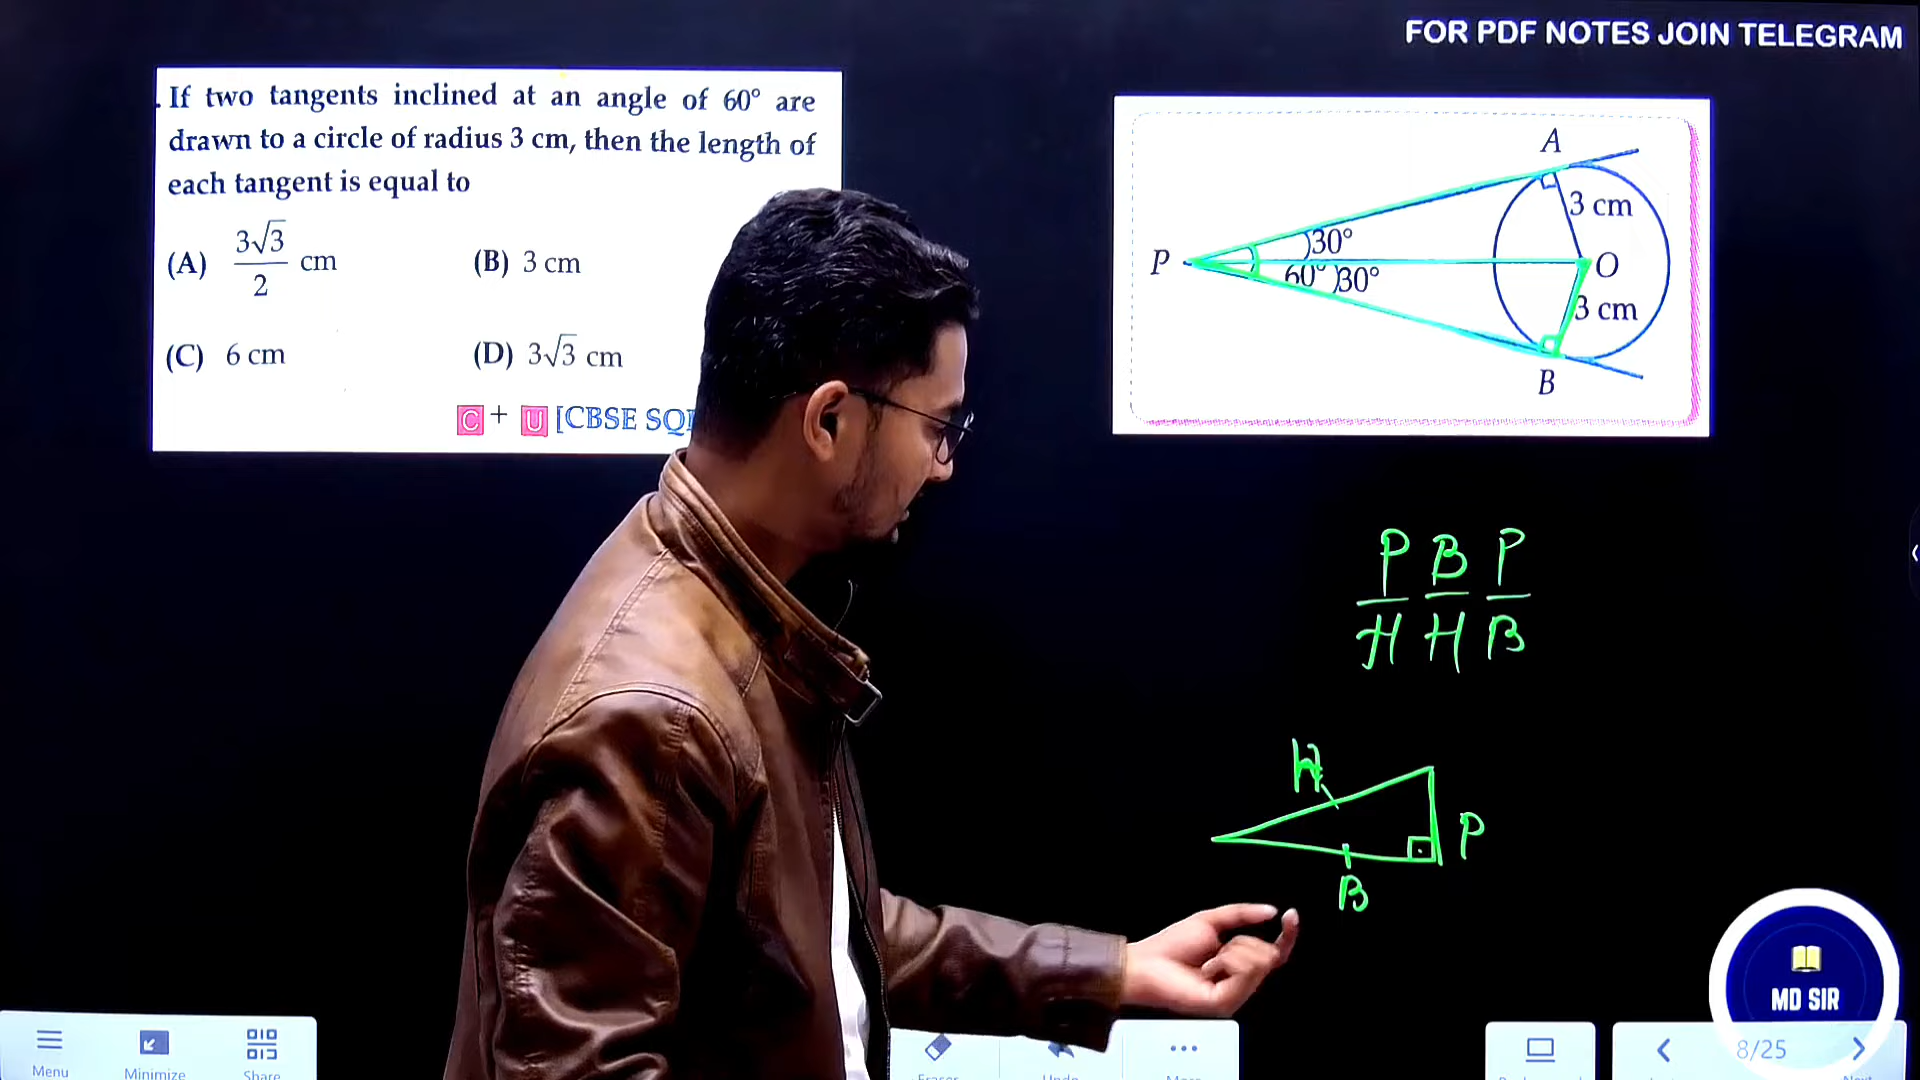 FOR PDF NOTES JOIN TELEGRAM
If two tangents inclined at an angle of 60° are
drawn to a circle of radius 3 cm, then the length of
each tangent is equal to
(A) 3√3/2 cm (B) 3 cm
(C) 6 cm (D) 3√3 cm
C + U [CBSE
A
3 cm
P 30° O
60° 30°
3 cm
B
P B P
H H B
H
P
B
MD SIR
Menu Minimize Share
8/25